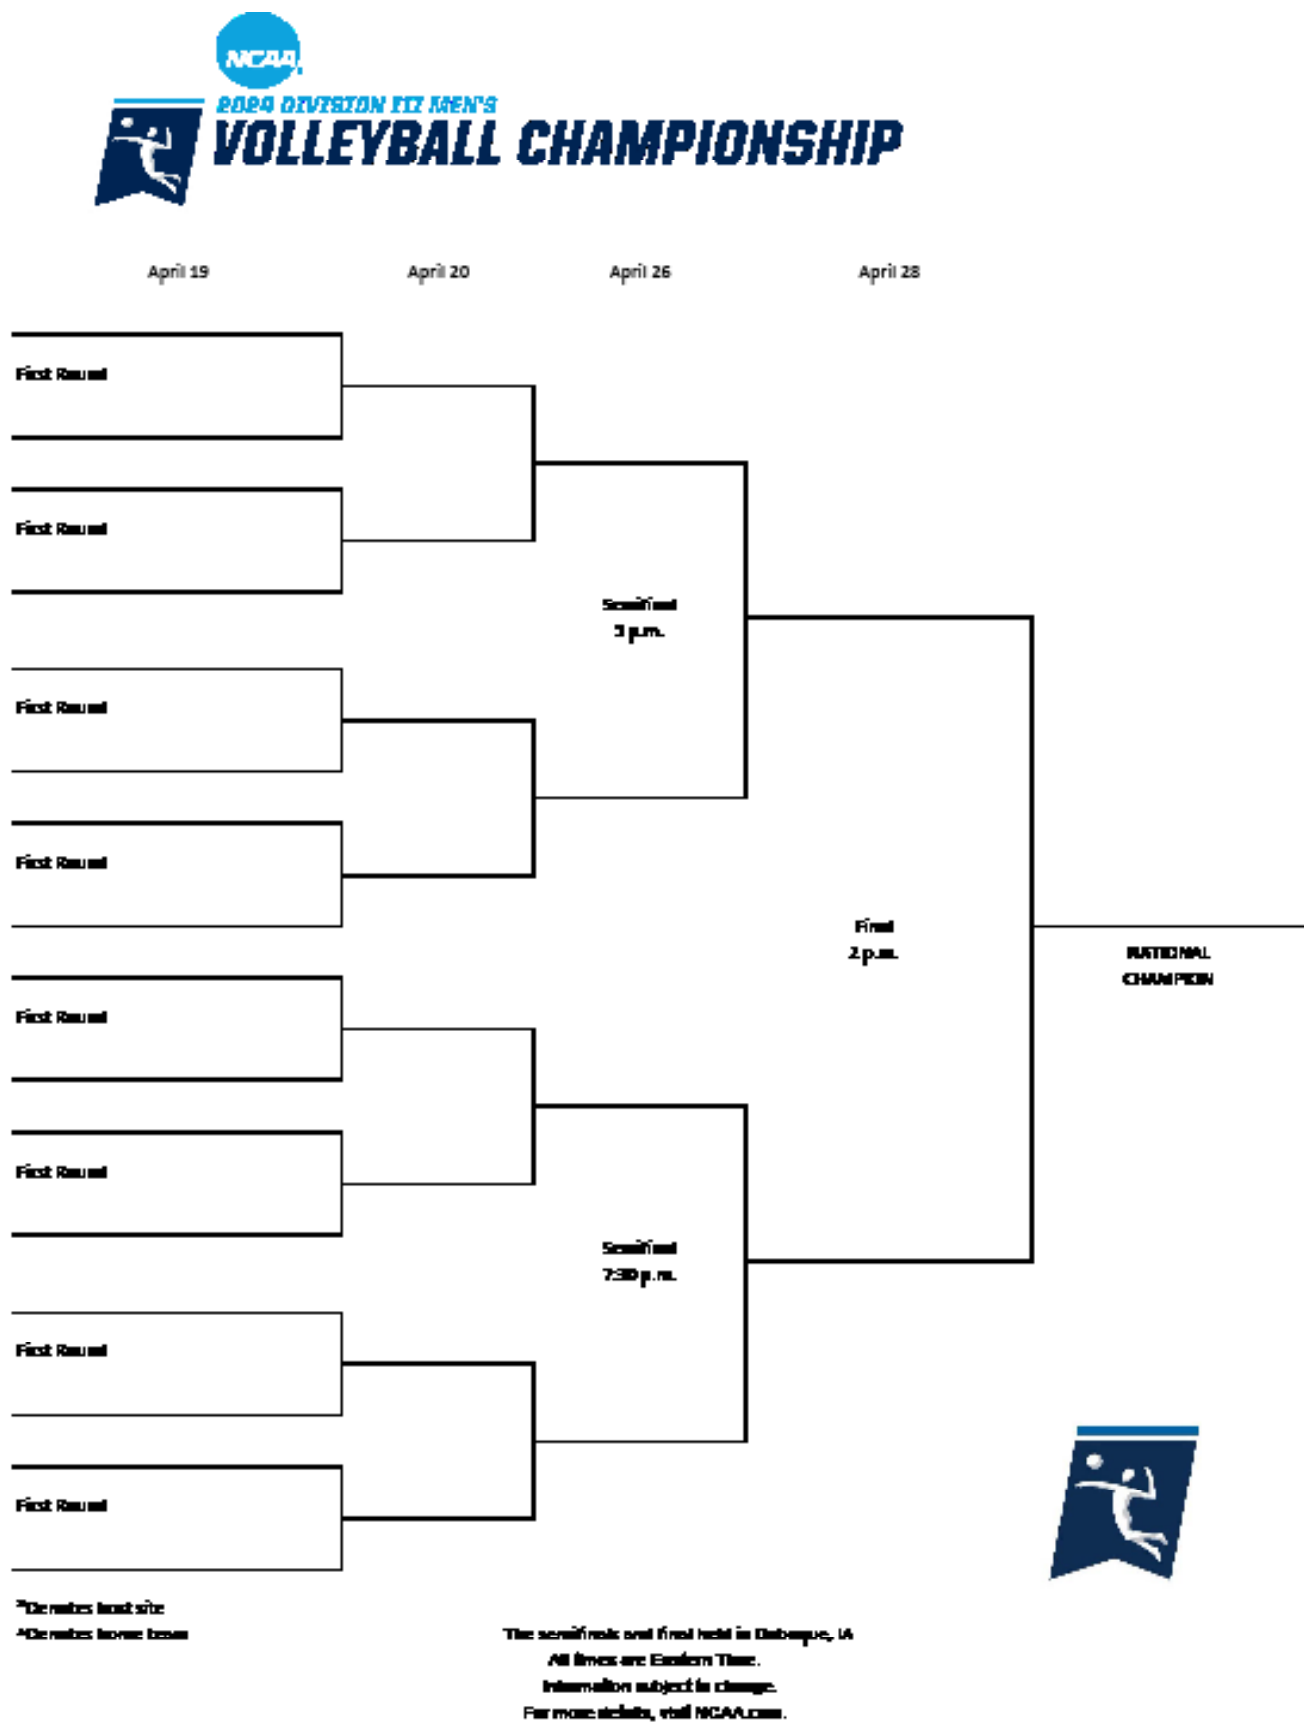 NCAA
2024 DIVISION III MEN'S
VOLLEYBALL CHAMPIONSHIP
April 19 April 20 April 26 April 28
First Round
First Round
Semifinal
5 p.m.
First Round
First Round
Final
2 p.m.
NATIONAL
CHAMPION
First Round
First Round
Semifinal
7:30 p.m.
First Round
First Round
*Denotes host site
^Denotes home team
The semifinals and final held in Dubuque, IA
All times are Eastern Time.
Information subject to change.
For more details, visit NCAA.com.